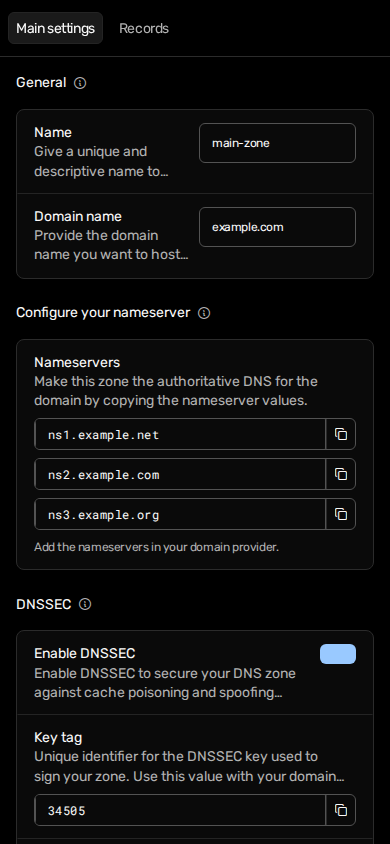 Main settings
Records
General
Name
Give a unique and
descriptive name to…
main-zone
Domain name
Provide the domain
name you want to host…
example.com
Configure your nameserver
Nameservers
Make this zone the authoritative DNS for the
domain by copying the nameserver values.
ns1.example.net
ns2.example.com
ns3.example.org
Add the nameservers in your domain provider.
DNSSEC
Enable DNSSEC
Enable DNSSEC to secure your DNS zone
against cache poisoning and spoofing…
Key tag
Unique identifier for the DNSSEC key used to
sign your zone. Use this value with your domain…
34505